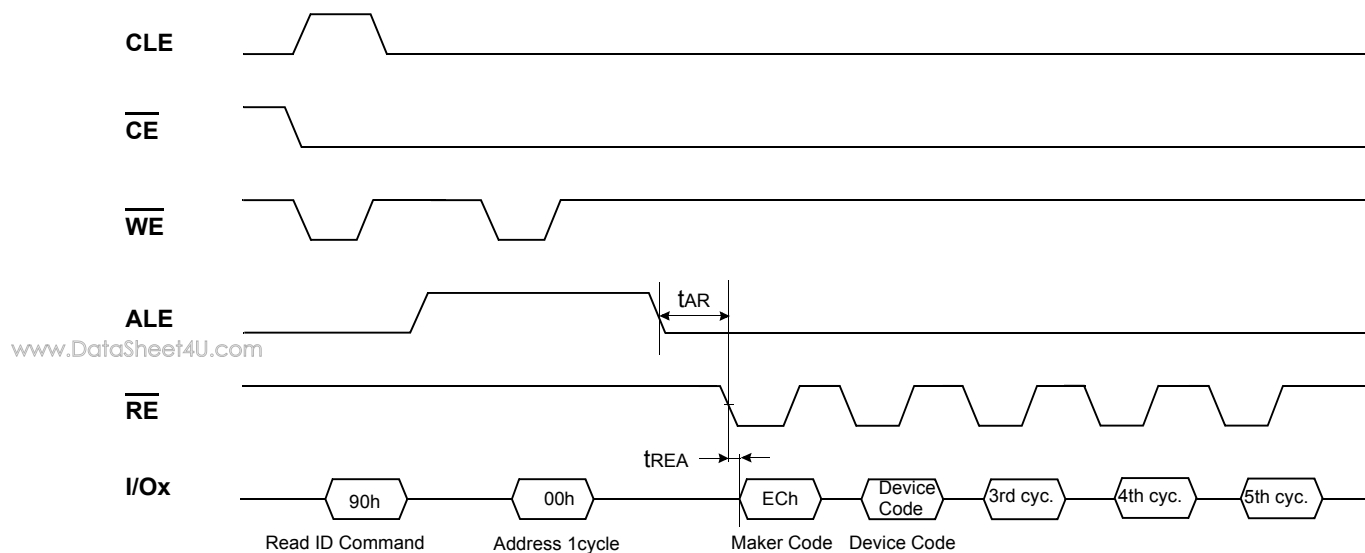 CLE
CE
WE
ALE
tAR
www.DataSheet4U.com
RE
tREA
I/Ox
90h
00h
ECh
Device
Code
3rd cyc.
4th cyc.
5th cyc.
Read ID Command
Address 1cycle
Maker Code
Device Code